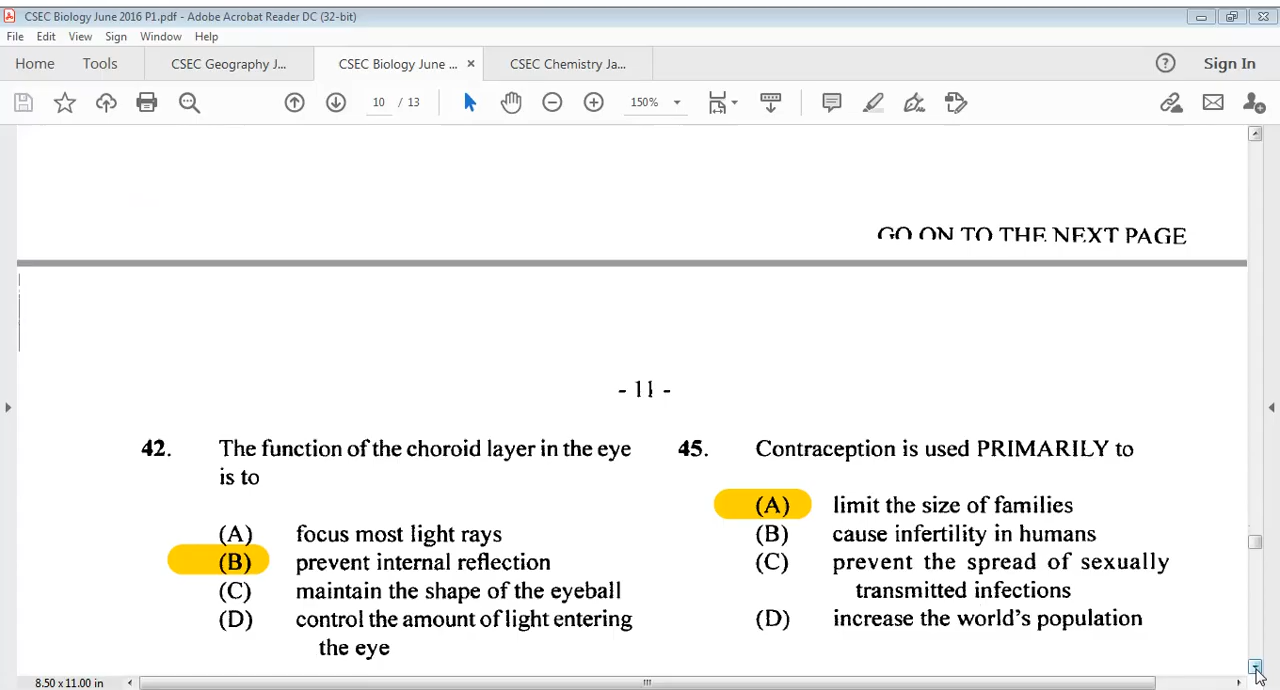 CSEC Biology June 2016 P1.pdf - Adobe Acrobat Reader DC (32-bit)
File Edit View Sign Window Help
Home Tools CSEC Geography J... CSEC Biology June ... × CSEC Chemistry Ja... ? Sign In
10 / 13 150%
GO ON TO THE NEXT PAGE
- 11 -
42. The function of the choroid layer in the eye
is to
(A) focus most light rays
(B) prevent internal reflection
(C) maintain the shape of the eyeball
(D) control the amount of light entering
the eye
45. Contraception is used PRIMARILY to
(A) limit the size of families
(B) cause infertility in humans
(C) prevent the spread of sexually
transmitted infections
(D) increase the world's population
8.50 x 11.00 in